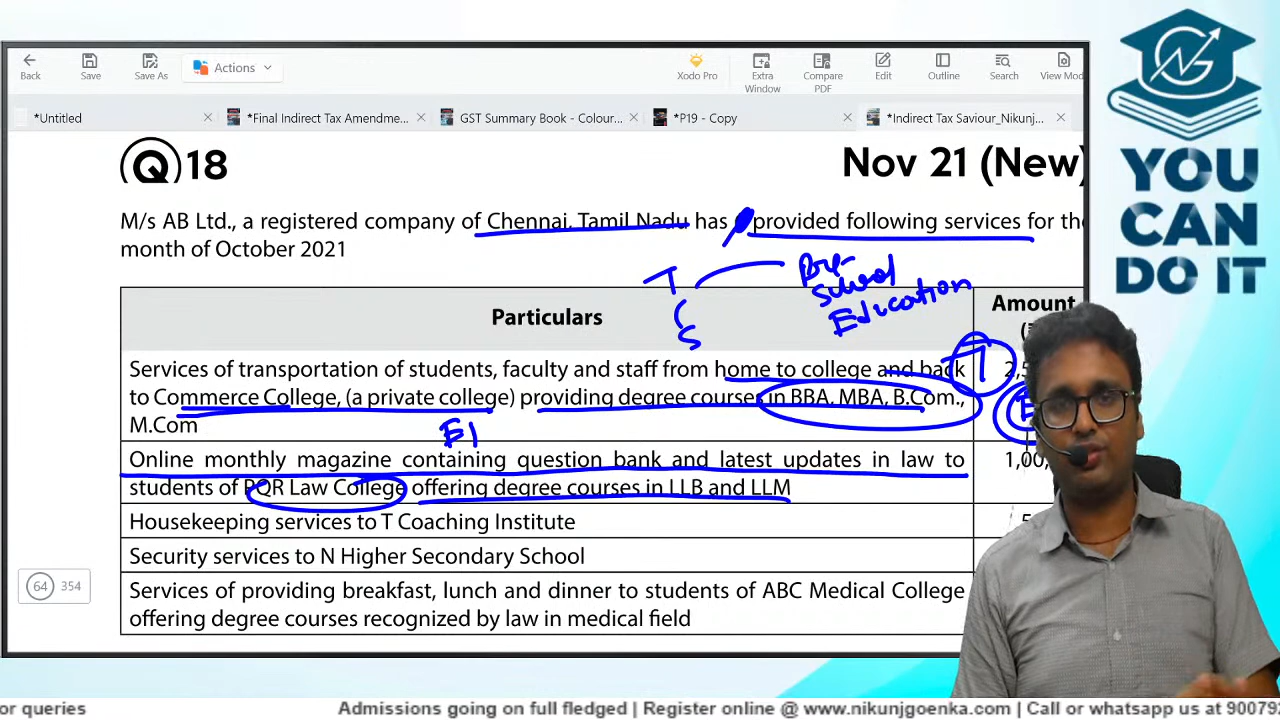 Back
Save
Save As
Actions
Xodo Pro
Extra Window
Compare PDF
Edit
Outline
Search
View Mod
*Untitled
*Final Indirect Tax Amendme...
GST Summary Book - Colour...
*P19 - Copy
*Indirect Tax Saviour_Nikunj...
Q 18
Nov 21 (New)
M/s AB Ltd., a registered company of Chennai, Tamil Nadu has provided following services for the
month of October 2021
T
S
Pre-
School
Education
Particulars
Amount
Services of transportation of students, faculty and staff from home to college and back
to Commerce College, (a private college) providing degree courses in BBA, MBA, B.Com.,
M.Com
T
EI
Online monthly magazine containing question bank and latest updates in law to
students of PQR Law College offering degree courses in LLB and LLM
1,00,
Housekeeping services to T Coaching Institute
Security services to N Higher Secondary School
Services of providing breakfast, lunch and dinner to students of ABC Medical College
offering degree courses recognized by law in medical field
64 354
YOU
CAN
DO IT
or queries
Admissions going on full fledged | Register online @ www.nikunjgoenka.com | Call or whatsapp us at 900792